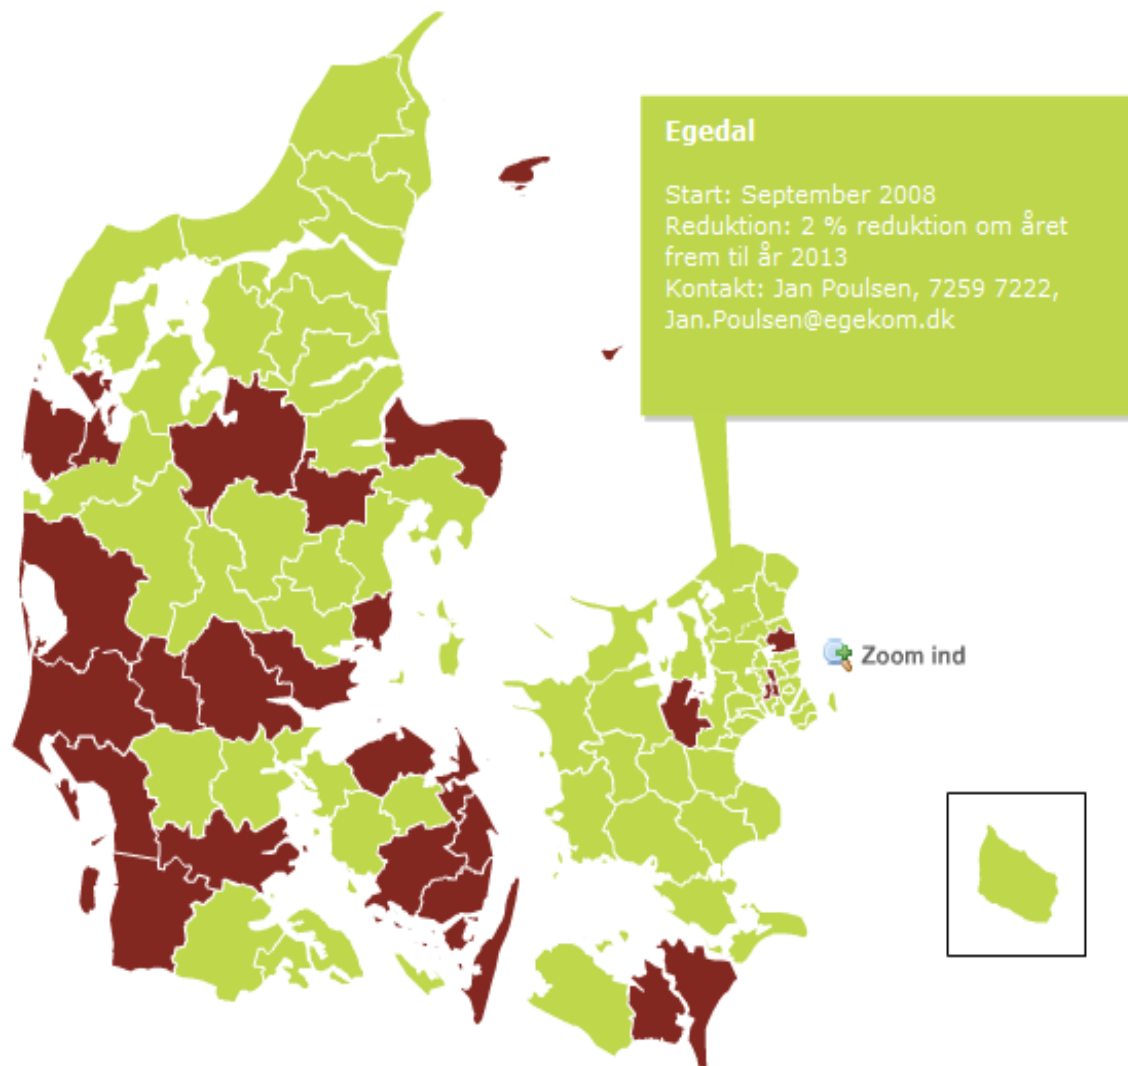 Egedal
Start: September 2008
Reduktion: 2 % reduktion om året
frem til år 2013
Kontakt: Jan Poulsen, 7259 7222,
Jan.Poulsen@egekom.dk
Zoom ind